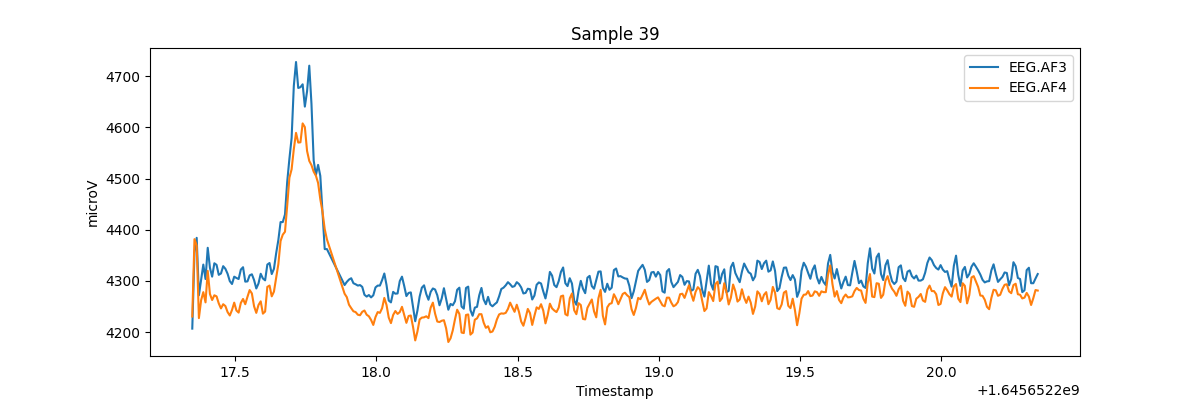 Sample 39
EEG.AF3
EEG.AF4
microV
4700
4600
4500
4400
4300
4200
17.5 18.0 18.5 19.0 19.5 20.0
Timestamp
+1.6456522e9